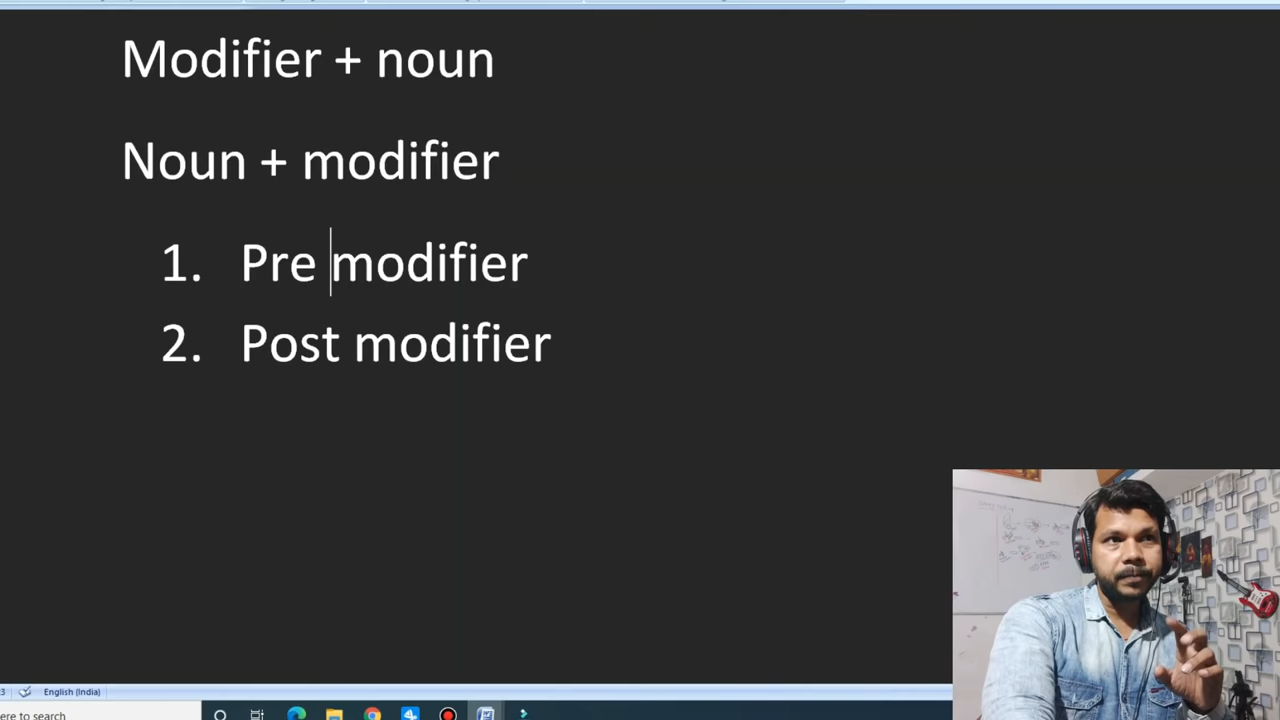 Modifier + noun
Noun + modifier
1. Pre modifier
2. Post modifier
English (India)
ere to search